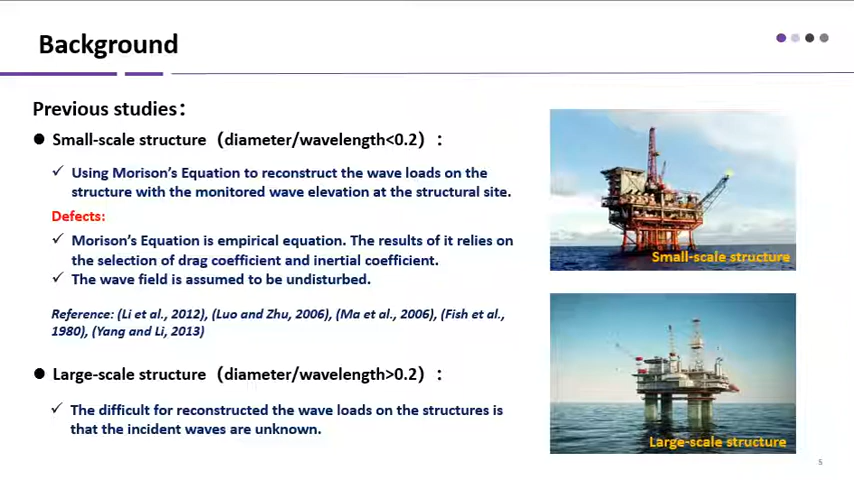 Background
Previous studies：
Small-scale structure（diameter/wavelength<0.2）：
Using Morison's Equation to reconstruct the wave loads on the
structure with the monitored wave elevation at the structural site.
Defects:
Morison's Equation is empirical equation. The results of it relies on
the selection of drag coefficient and inertial coefficient.
The wave field is assumed to be undisturbed.
Reference: (Li et al., 2012), (Luo and Zhu, 2006), (Ma et al., 2006), (Fish et al.,
1980), (Yang and Li, 2013)
Large-scale structure（diameter/wavelength>0.2）：
The difficult for reconstructed the wave loads on the structures is
that the incident waves are unknown.
Small-scale structure
Large-scale structure
5